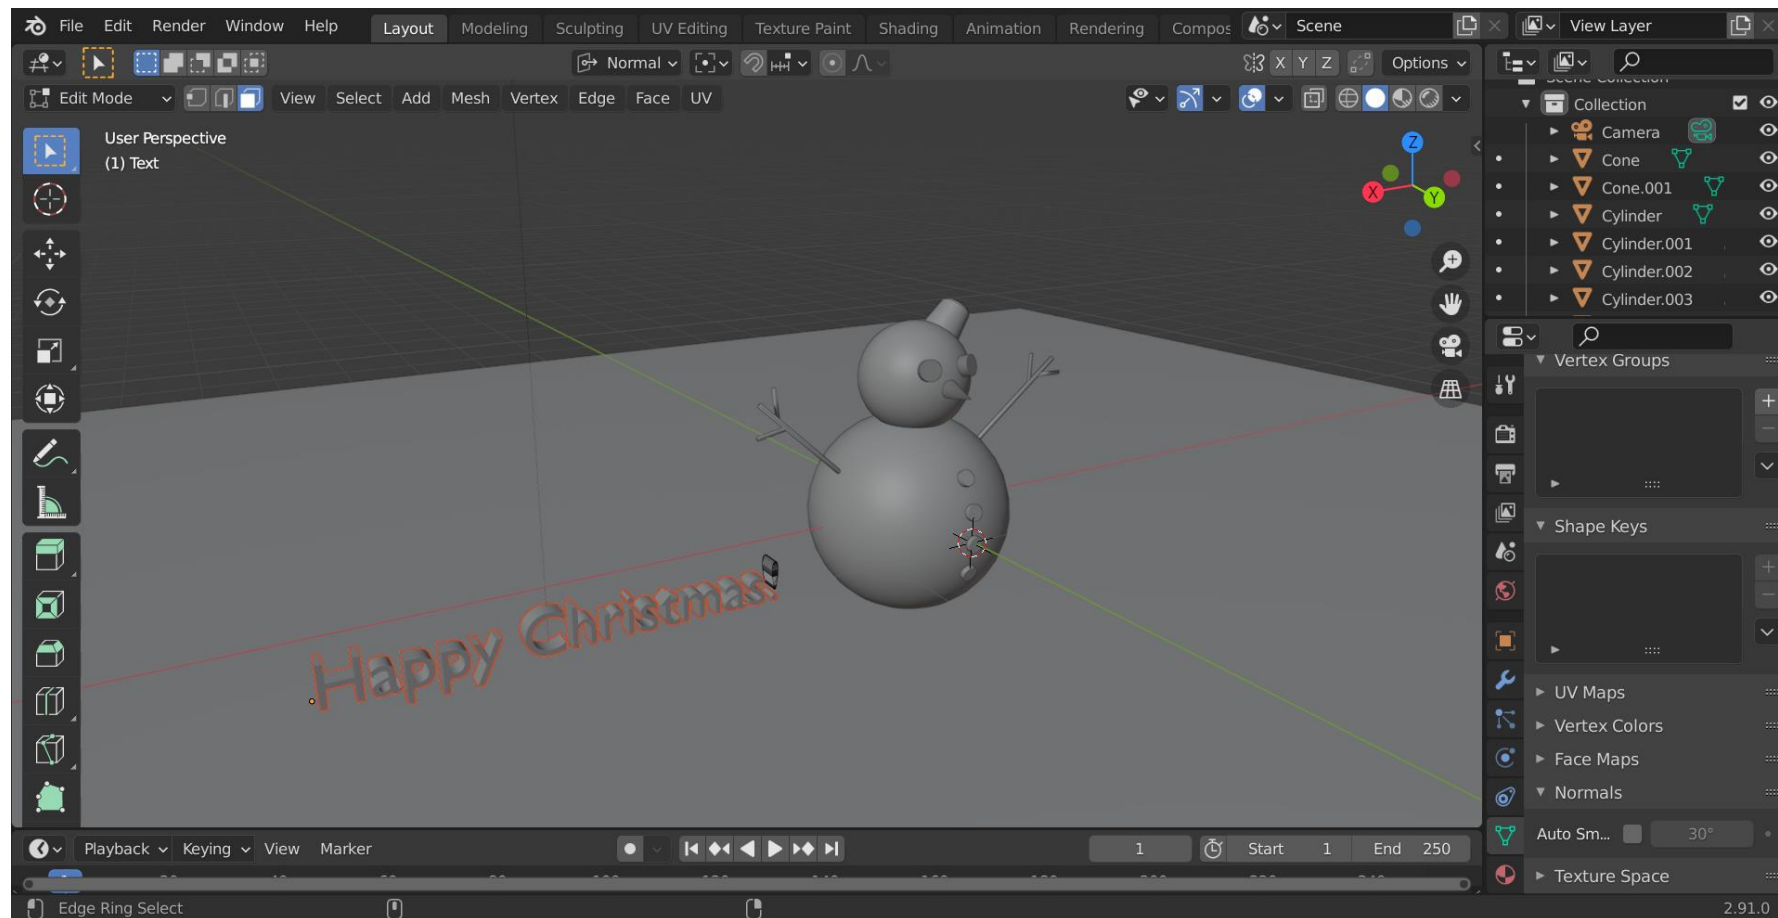 File Edit Render Window Help Layout Modeling Sculpting UV Editing Texture Paint Shading Animation Rendering Compos Scene View Layer
Normal X Y Z Options
Edit Mode View Select Add Mesh Vertex Edge Face UV
User Perspective
(1) Text
Z
X
Y
Happy Christmas!
Scene Collection
Collection
Camera
Cone
Cone.001
Cylinder
Cylinder.001
Cylinder.002
Cylinder.003
Vertex Groups
Shape Keys
UV Maps
Vertex Colors
Face Maps
Normals
Auto Sm... 30°
Texture Space
Playback Keying View Marker 1 Start 1 End 250
Edge Ring Select 2.91.0